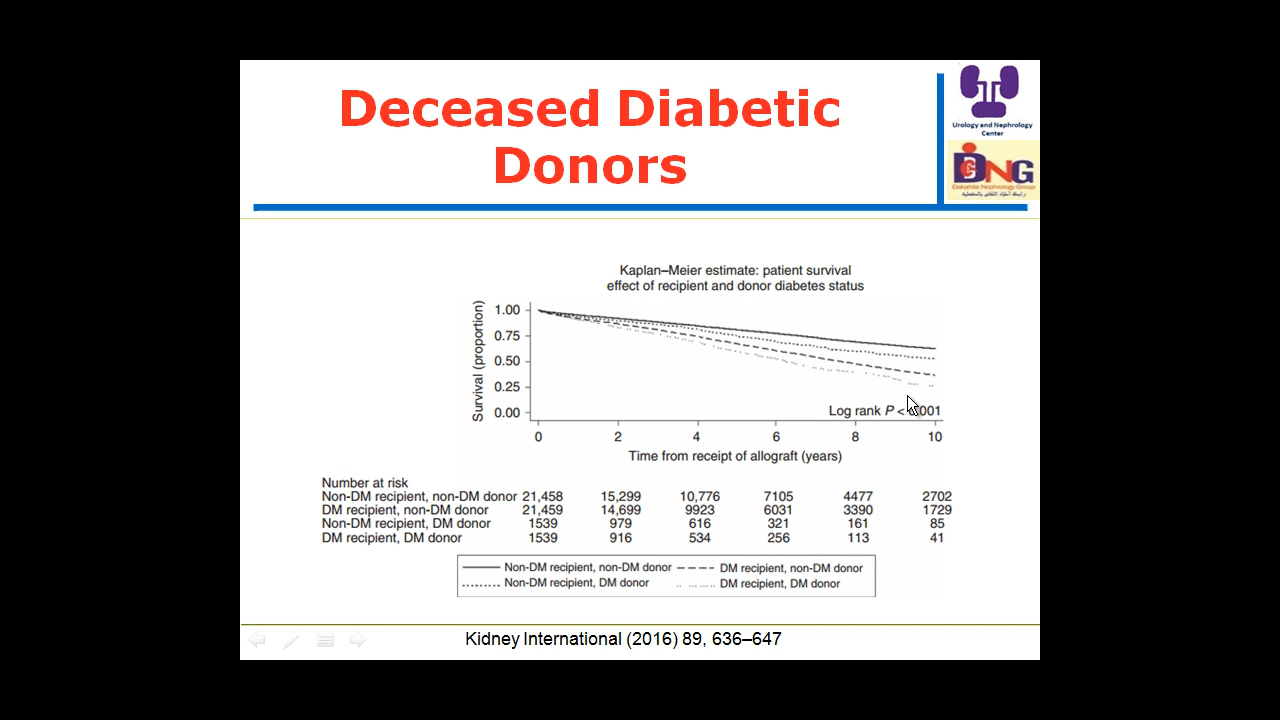 Deceased Diabetic
Donors
Urology and Nephrology
Center
DNG
Dakahlia Nephrology Group
Kaplan–Meier estimate: patient survival
effect of recipient and donor diabetes status
Survival (proportion)
1.00
0.75
0.50
0.25
0.00
Log rank P < 001
0 2 4 6 8 10
Time from receipt of allograft (years)
Number at risk
Non-DM recipient, non-DM donor 21,458 15,299 10,776 7105 4477 2702
DM recipient, non-DM donor 21,459 14,699 9923 6031 3390 1729
Non-DM recipient, DM donor 1539 979 616 321 161 85
DM recipient, DM donor 1539 916 534 256 113 41
Non-DM recipient, non-DM donor DM recipient, non-DM donor
Non-DM recipient, DM donor DM recipient, DM donor
Kidney International (2016) 89, 636–647